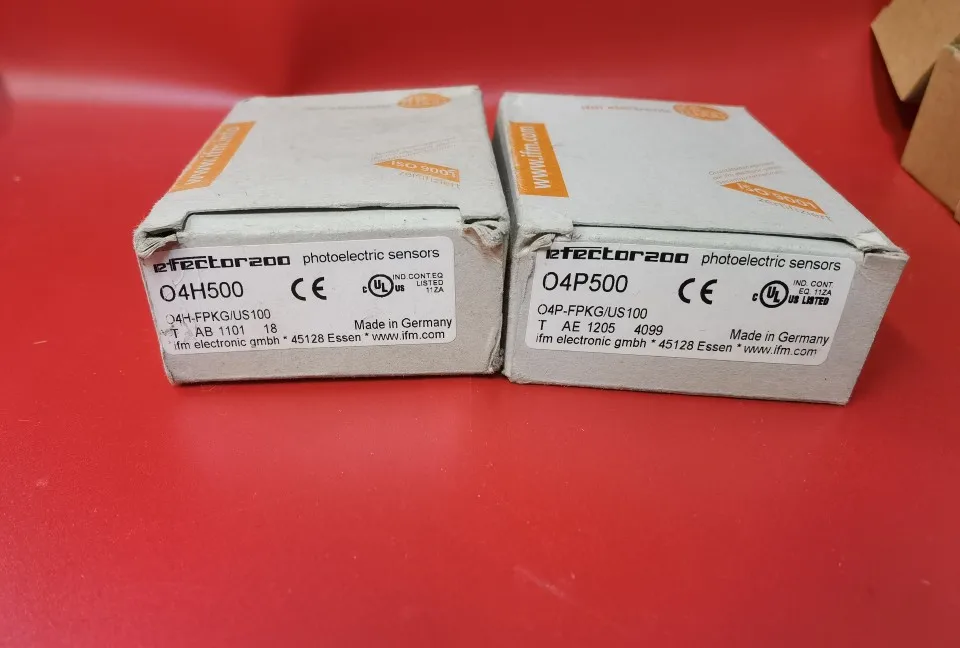 www.ifm.com
ISO 9001
efector200 photoelectric sensors
O4H500
CE
c UL US
IND.CONT.EQ
LISTED
11ZA
O4H-FPKG/US100
T AB 1101 18
Made in Germany
ifm electronic gmbh * 45128 Essen * www.ifm.com
www.ifm.com
ISO 9001
efector200 photoelectric sensors
O4P500
CE
c UL US LISTED
IND. CONT.
EQ. 11ZA
O4P-FPKG/US100
T AE 1205 4099
Made in Germany
ifm electronic gmbh * 45128 Essen * www.ifm.com